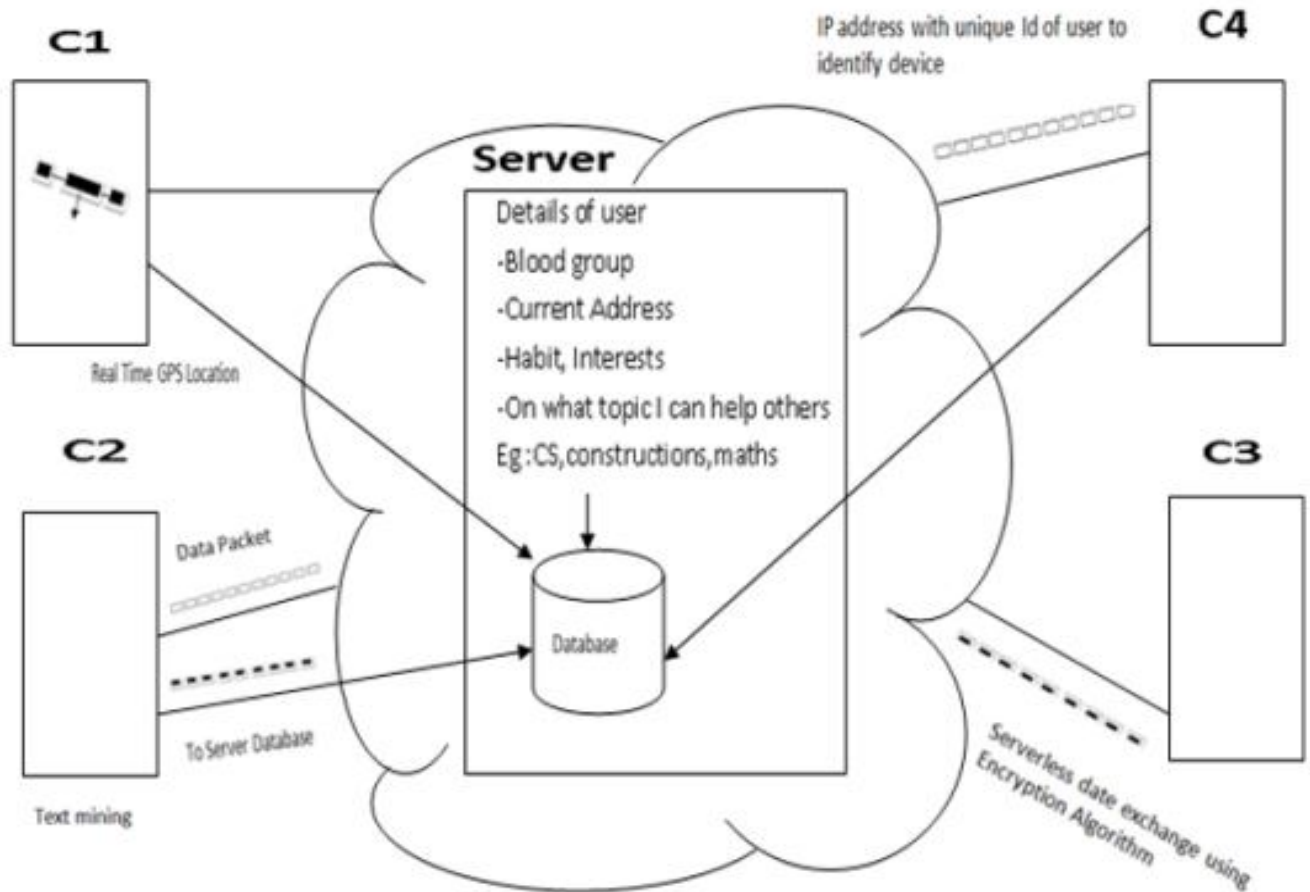 C1
IP address with unique Id of user to
identify device
C4
Server
Details of user
-Blood group
-Current Address
-Habit, Interests
-On what topic I can help others
Eg :CS,constructions,maths
Real Time GPS Location
C2
C3
Data Packet
Database
To Server Database
Text mining
Serverless date exchange using
Encryption Algorithm